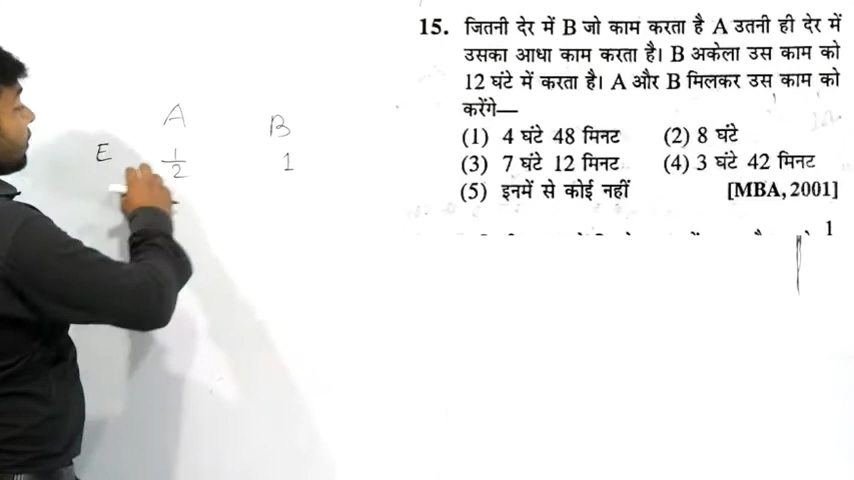 15. जितनी देर में B जो काम करता है A उतनी ही देर में
उसका आधा काम करता है। B अकेला उस काम को
12 घंटे में करता है। A और B मिलकर उस काम को
करेंगे—
(1) 4 घंटे 48 मिनट (2) 8 घंटे
(3) 7 घंटे 12 मिनट (4) 3 घंटे 42 मिनट
(5) इनमें से कोई नहीं [MBA, 2001]
1
A B
E 1/2 1